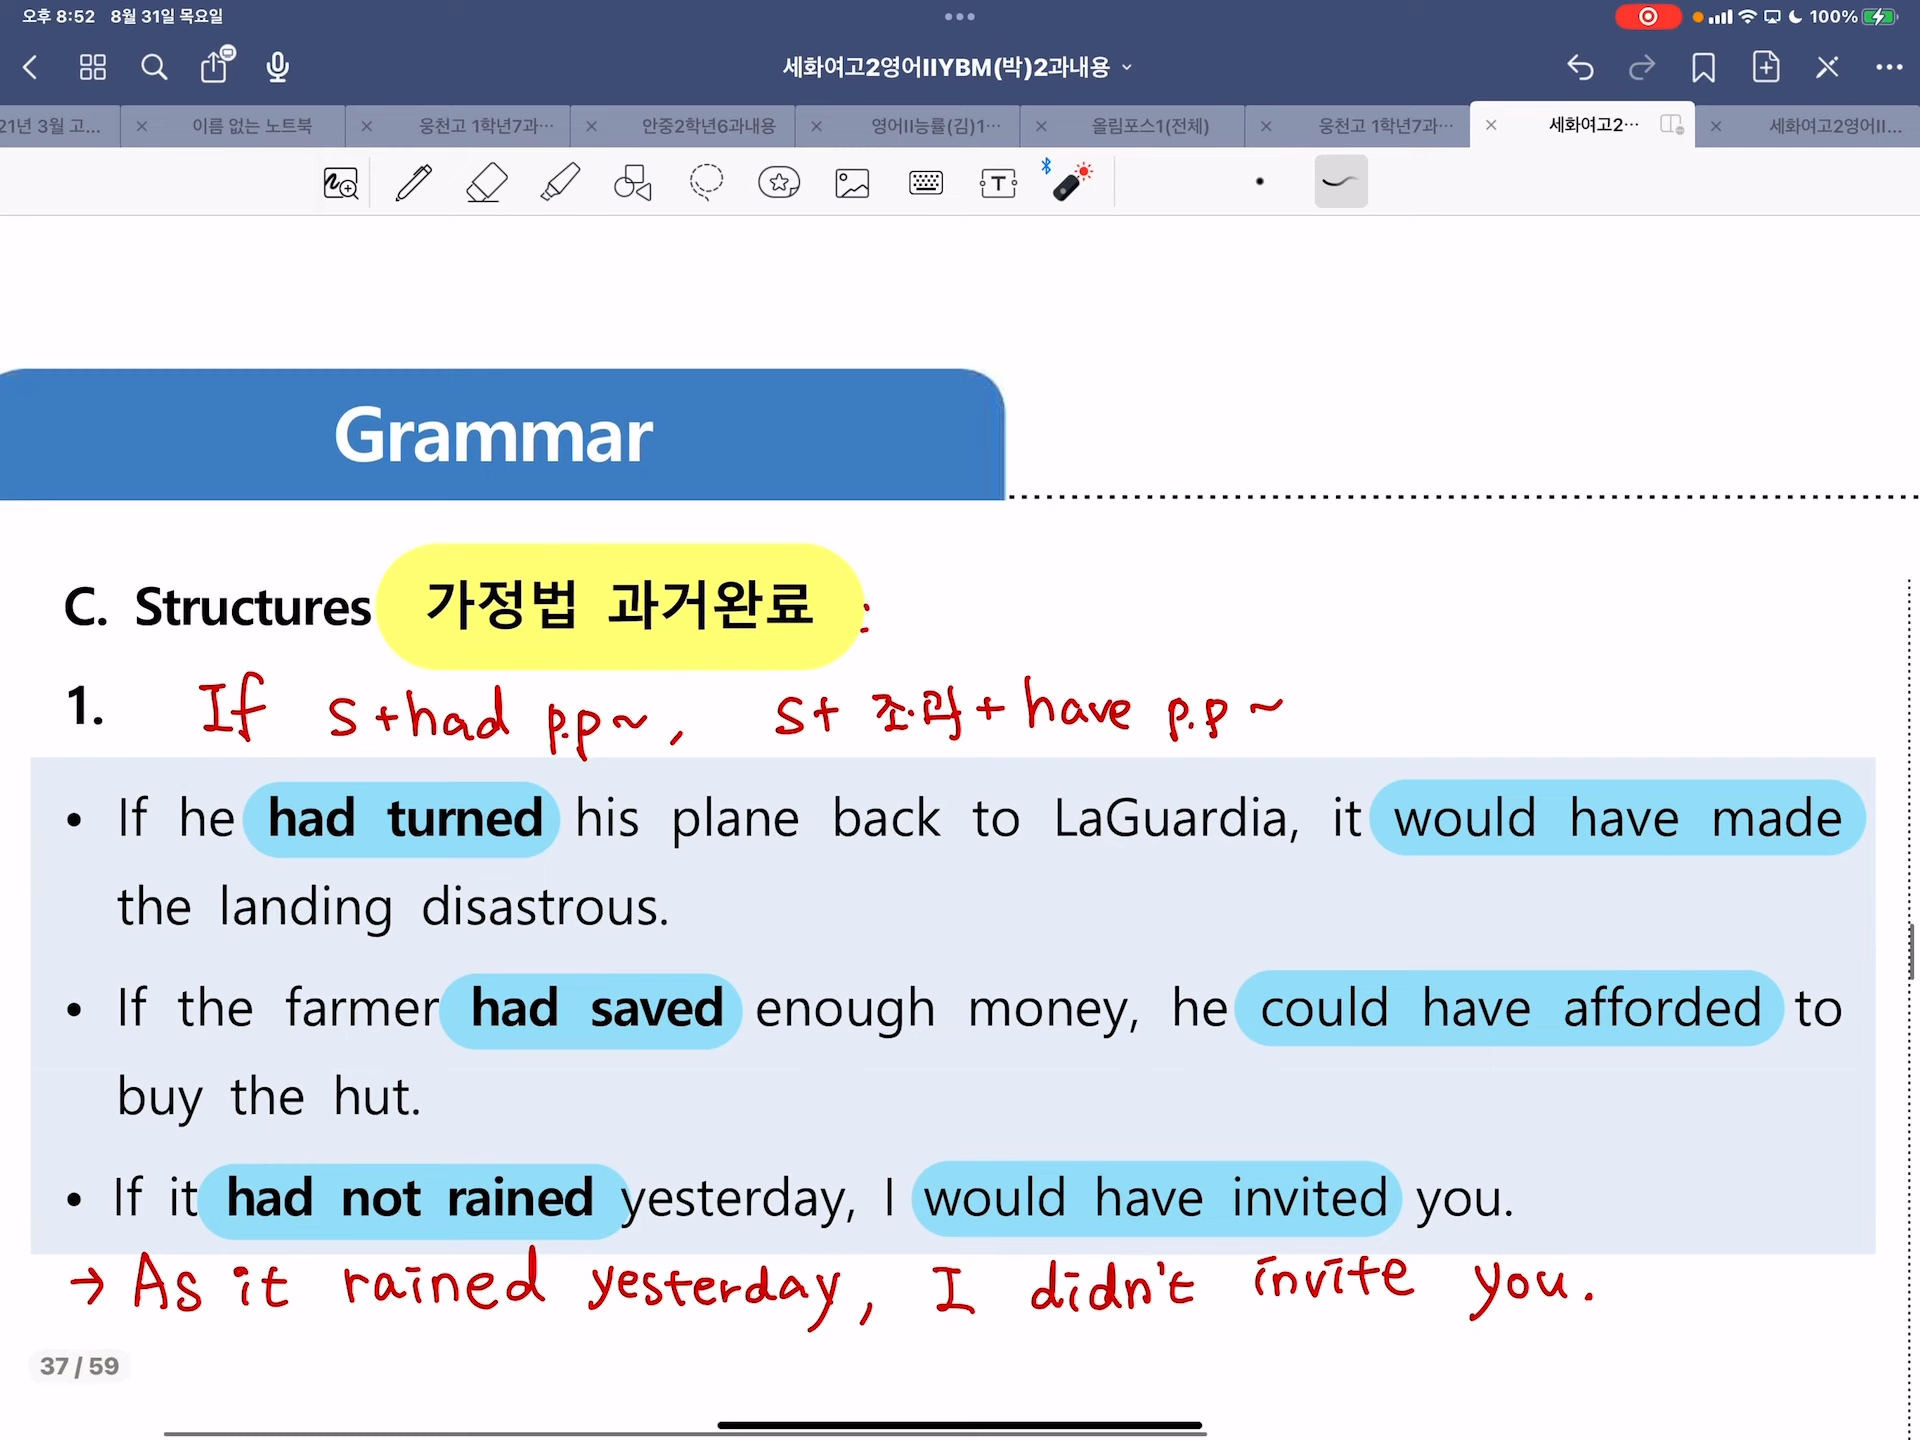 오후 8:52 8월 31일 목요일 100%
세화여고2영어IIYBM(박)2과내용
21년 3월 고... 이름 없는 노트북 웅천고 1학년7과… 안중2학년6과내용 영어II능률(김)1… 올림포스1(전체) 웅천고 1학년7과… 세화여고2… 세화여고2영어II...
Grammar
C. Structures 가정법 과거완료 :
1. If s+had p.p~, s+ 조.과+have p.p~
• If he had turned his plane back to LaGuardia, it would have made
the landing disastrous.
• If the farmer had saved enough money, he could have afforded to
buy the hut.
• If it had not rained yesterday, I would have invited you.
→ As it rained yesterday, I didn't invite you.
37 / 59